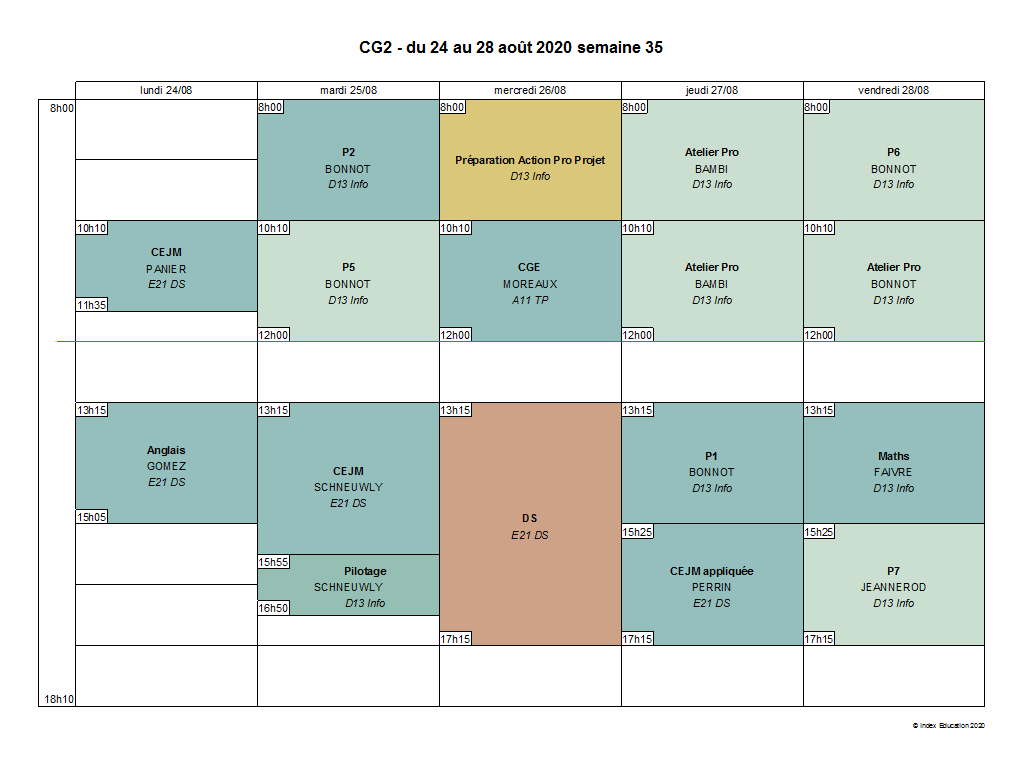 CG2 - du 24 au 28 août 2020 semaine 35
lundi 24/08
mardi 25/08
mercredi 26/08
jeudi 27/08
vendredi 28/08
8h00
18h10
10h10
CEJM
PANIER
E21 DS
11h35
13h15
Anglais
GOMEZ
E21 DS
15h05
8h00
P2
BONNOT
D13 Info
10h10
P5
BONNOT
D13 Info
12h00
13h15
CEJM
SCHNEUWLY
E21 DS
15h55
Pilotage
SCHNEUWLY
D13 Info
16h50
8h00
Préparation Action Pro Projet
D13 Info
10h10
CGE
MOREAUX
A11 TP
12h00
13h15
DS
E21 DS
17h15
8h00
Atelier Pro
BAMBI
D13 Info
10h10
Atelier Pro
BAMBI
D13 Info
12h00
13h15
P1
BONNOT
D13 Info
15h25
CEJM appliquée
PERRIN
E21 DS
17h15
8h00
P6
BONNOT
D13 Info
10h10
Atelier Pro
BONNOT
D13 Info
12h00
13h15
Maths
FAIVRE
D13 Info
15h25
P7
JEANNEROD
D13 Info
17h15
© Index Education 2020